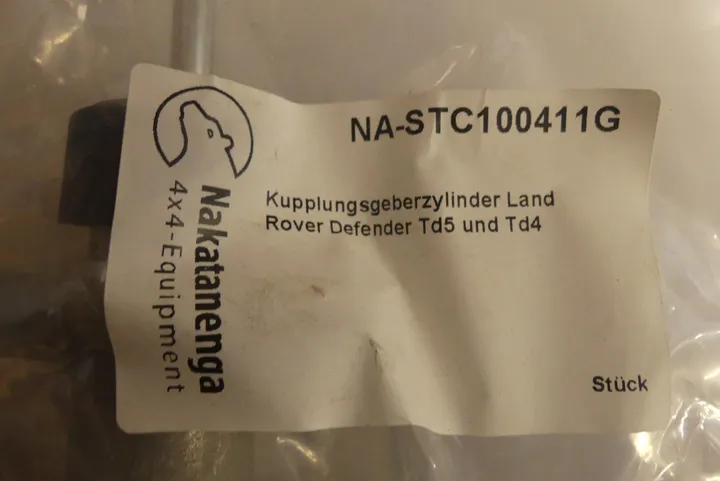 NA-STC100411G
Kupplungsgeberzylinder Land
Rover Defender Td5 und Td4
Stück
Nakatanenga
4x4-Equipment